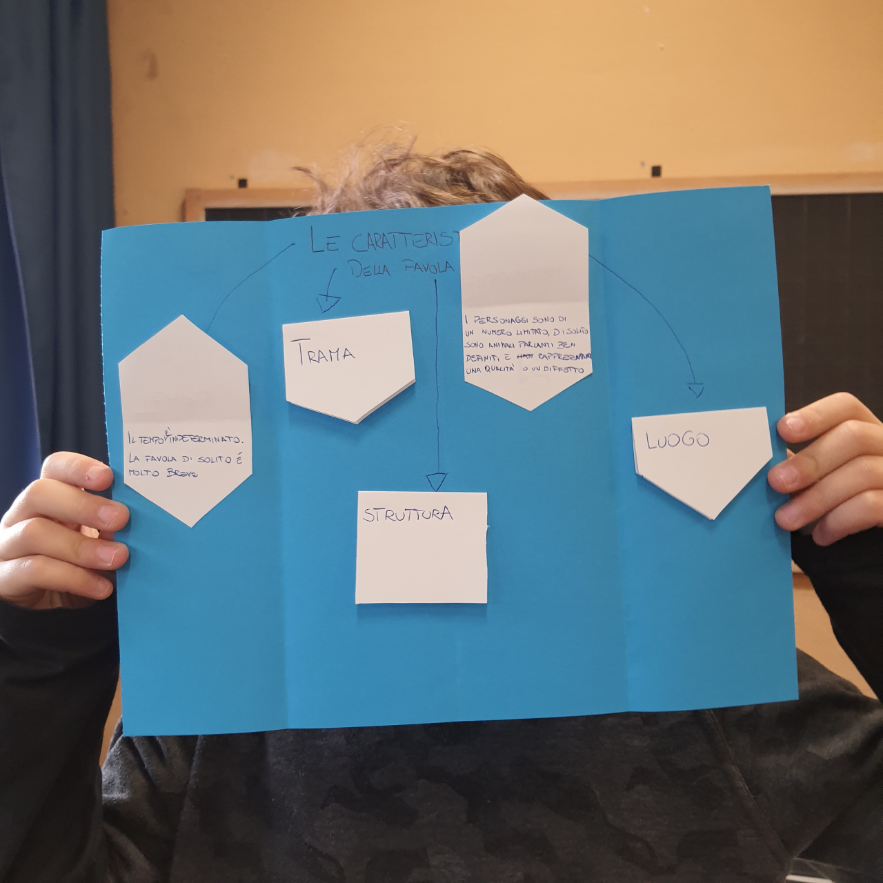 LE CARATTERIST
DELLA FAVOLA
TRAMA
I PERSONAGGI SONO DI
UN NUMERO LIMITATO, DI SOLITO
SONO ANIMALI PARLANTI BEN
DEFINITI, E RAPPRESENTANO
UNA QUALITÀ O UN DIFETTO
IL TEMPO È INDETERMINATO.
LA FAVOLA DI SOLITO È
MOLTO BREVE
LUOGO
STRUTTURA